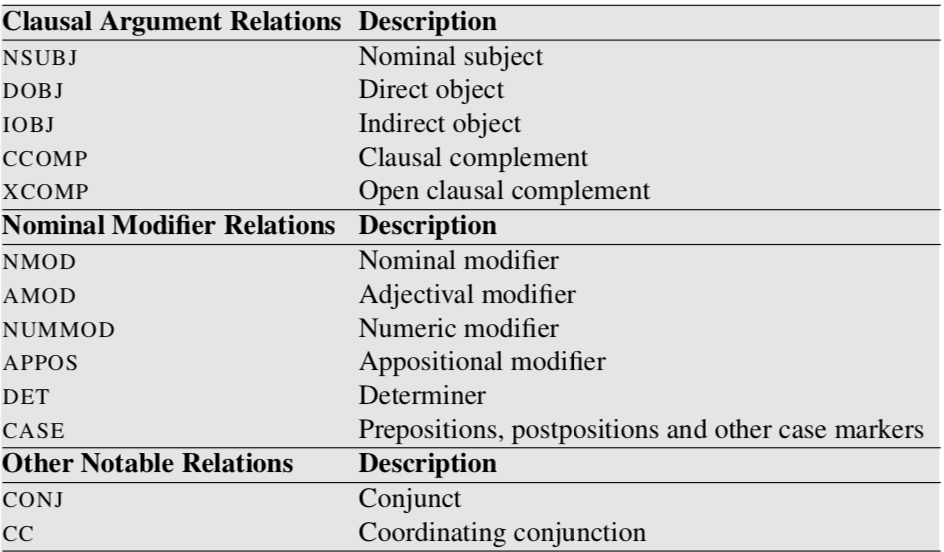 Clausal Argument Relations Description
NSUBJ Nominal subject
DOBJ Direct object
IOBJ Indirect object
CCOMP Clausal complement
XCOMP Open clausal complement
Nominal Modifier Relations Description
NMOD Nominal modifier
AMOD Adjectival modifier
NUMMOD Numeric modifier
APPOS Appositional modifier
DET Determiner
CASE Prepositions, postpositions and other case markers
Other Notable Relations Description
CONJ Conjunct
CC Coordinating conjunction